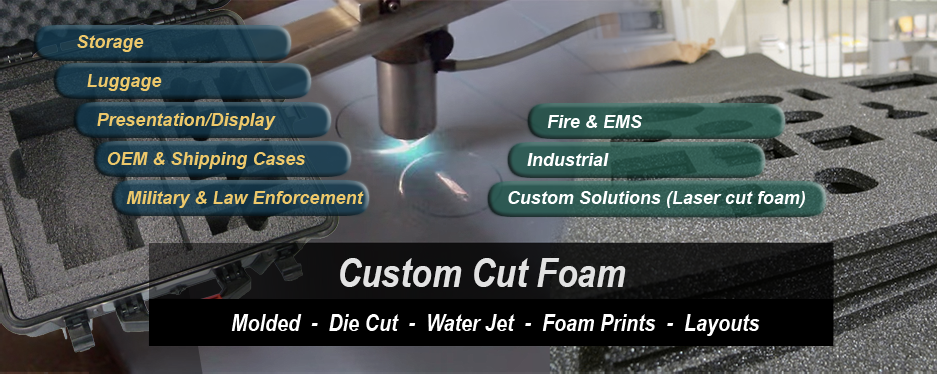 Storage
Luggage
Presentation/Display
OEM & Shipping Cases
Military & Law Enforcement
Fire & EMS
Industrial
Custom Solutions (Laser cut foam)
Custom Cut Foam
Molded - Die Cut - Water Jet - Foam Prints - Layouts